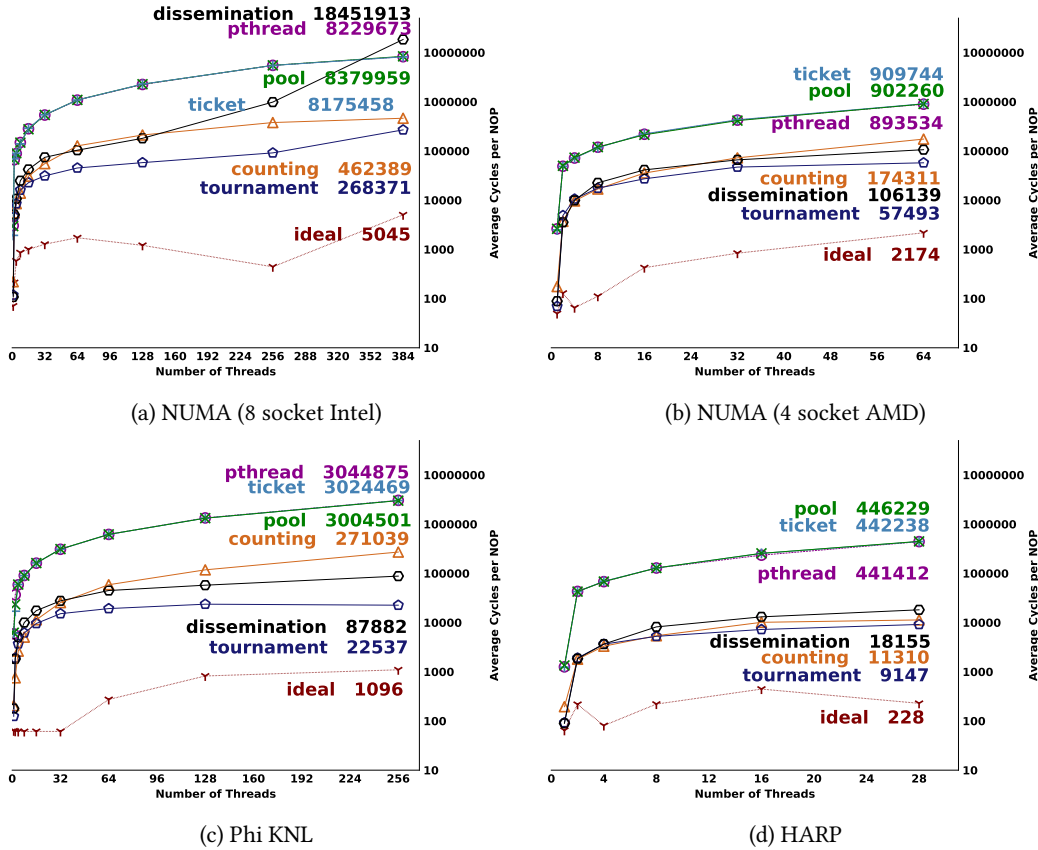 dissemination 18451913
pthread 8229673
10000000
pool 8379959
1000000
ticket 8175458
100000
counting 462389
tournament 268371
10000
ideal 5045
1000
100
10
Average Cycles per NOP
0 32 64 96 128 160 192 224 256 288 320 352 384
Number of Threads
(a) NUMA (8 socket Intel)
10000000
ticket 909744
pool 902260
1000000
pthread 893534
100000
counting 174311
dissemination 106139
10000
tournament 57493
ideal 2174
1000
100
10
Average Cycles per NOP
0 8 16 24 32 40 48 56 64
Number of Threads
(b) NUMA (4 socket AMD)
pthread 3044875
10000000
ticket 3024469
pool 3004501
1000000
counting 271039
100000
dissemination 87882
10000
tournament 22537
ideal 1096
1000
100
10
Average Cycles per NOP
0 32 64 96 128 160 192 224 256
Number of Threads
(c) Phi KNL
10000000
pool 446229
ticket 442238
1000000
pthread 441412
100000
10000
dissemination 18155
counting 11310
tournament 9147
1000
ideal 228
100
10
Average Cycles per NOP
0 4 8 12 16 20 24 28
Number of Threads
(d) HARP